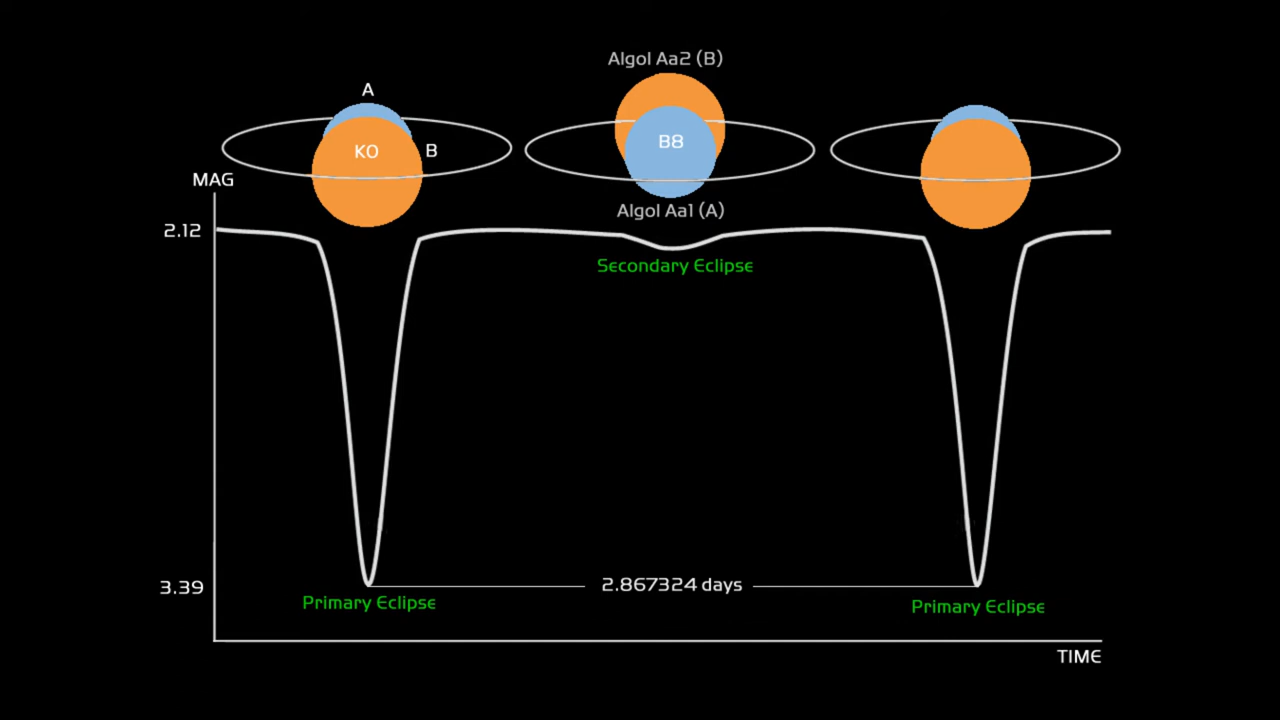 Algol Aa2 (B)
A
K0
B
B8
MAG
Algol Aa1 (A)
2.12
Secondary Eclipse
3.39
2.867324 days
Primary Eclipse
Primary Eclipse
TIME